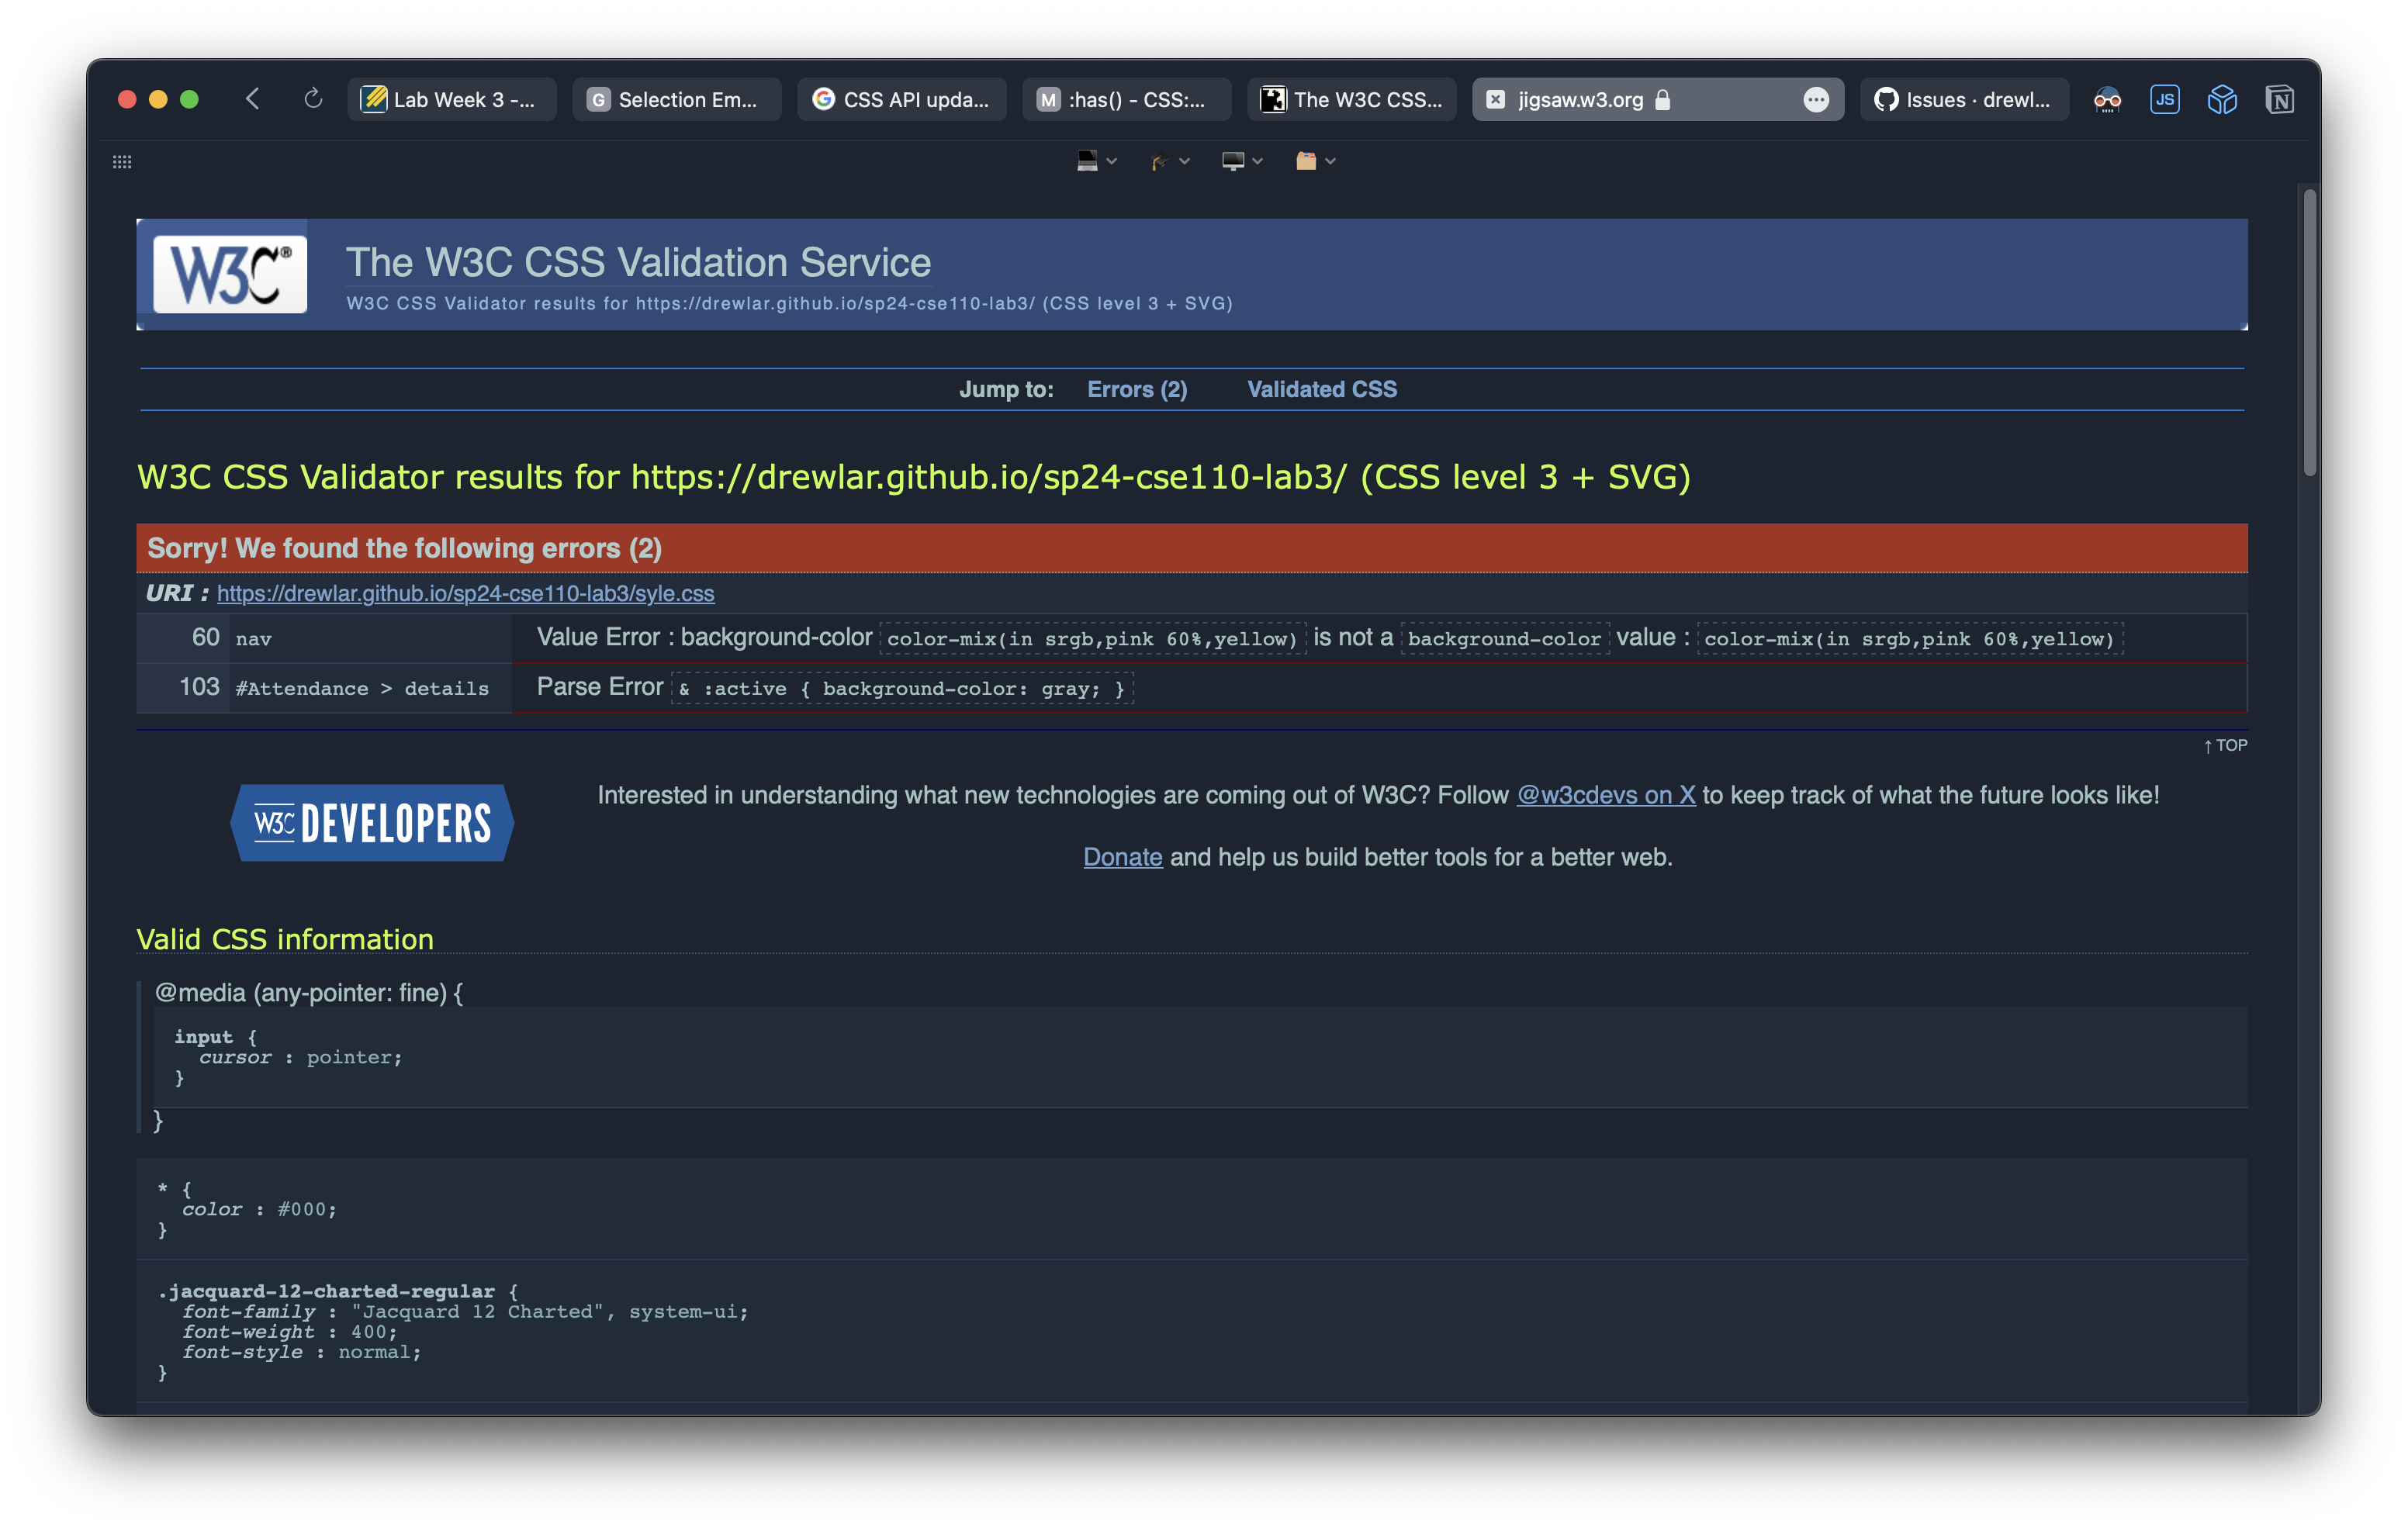 Lab Week 3 -...
G Selection Em...
G CSS API upda...
M :has() - CSS:...
The W3C CSS...
jigsaw.w3.org
Issues · drewl...
JS
N
W3C®
The W3C CSS Validation Service
W3C CSS Validator results for https://drewlar.github.io/sp24-cse110-lab3/ (CSS level 3 + SVG)
Jump to: Errors (2) Validated CSS
W3C CSS Validator results for https://drewlar.github.io/sp24-cse110-lab3/ (CSS level 3 + SVG)
Sorry! We found the following errors (2)
URI : https://drewlar.github.io/sp24-cse110-lab3/syle.css
60 nav Value Error : background-color color-mix(in srgb,pink 60%,yellow) is not a background-color value : color-mix(in srgb,pink 60%,yellow)
103 #Attendance > details Parse Error & :active { background-color: gray; }
↑ TOP
W3C DEVELOPERS
Interested in understanding what new technologies are coming out of W3C? Follow @w3cdevs on X to keep track of what the future looks like!
Donate and help us build better tools for a better web.
Valid CSS information
@media (any-pointer: fine) {
input {
cursor : pointer;
}
}
* {
color : #000;
}
.jacquard-12-charted-regular {
font-family : "Jacquard 12 Charted", system-ui;
font-weight : 400;
font-style : normal;
}